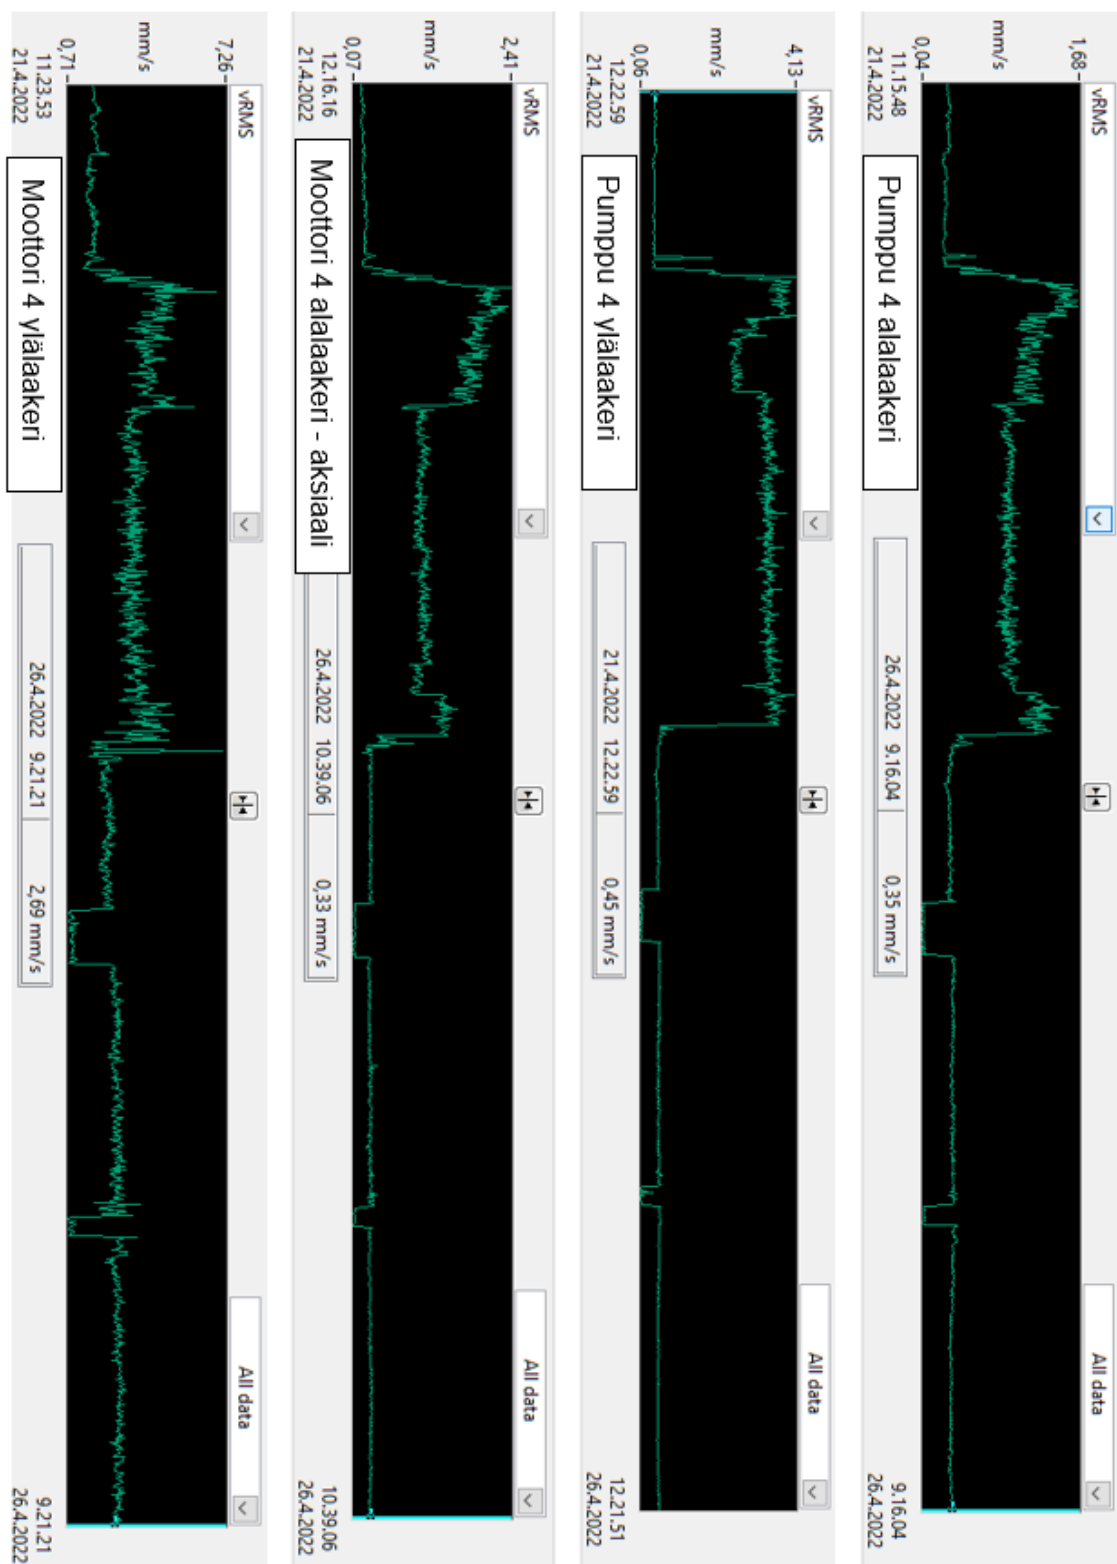 vRMS
All data
1,68
mm/s
0,04
11.15.48
21.4.2022
Pumppu 4 alalaakeri
26.4.2022 9.16.04
0,35 mm/s
9.16.04
26.4.2022
vRMS
All data
4,13
mm/s
0,06
12.22.59
21.4.2022
Pumppu 4 ylälaakeri
21.4.2022 12.22.59
0,45 mm/s
12.21.51
26.4.2022
vRMS
All data
2,41
mm/s
0,07
12.16.16
21.4.2022
Moottori 4 alalaakeri - aksiaali
26.4.2022 10.39.06
0,33 mm/s
10.39.06
26.4.2022
vRMS
All data
7,26
mm/s
0,71
11.23.53
21.4.2022
Moottori 4 ylälaakeri
26.4.2022 9.21.21
2,69 mm/s
9.21.21
26.4.2022